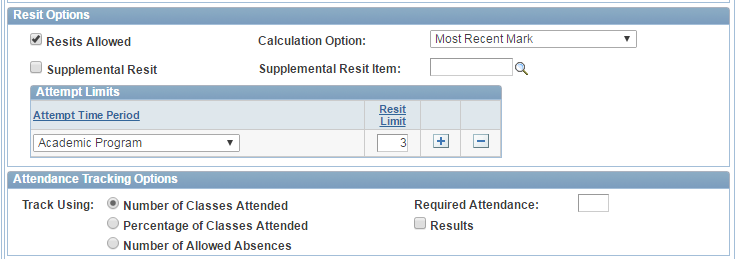 Resit Options
Resits Allowed Calculation Option: Most Recent Mark
Supplemental Resit Supplemental Resit Item:
Attempt Limits
Attempt Time Period Resit Limit
Academic Program 3
Attendance Tracking Options
Track Using: Number of Classes Attended Required Attendance:
Percentage of Classes Attended Results
Number of Allowed Absences